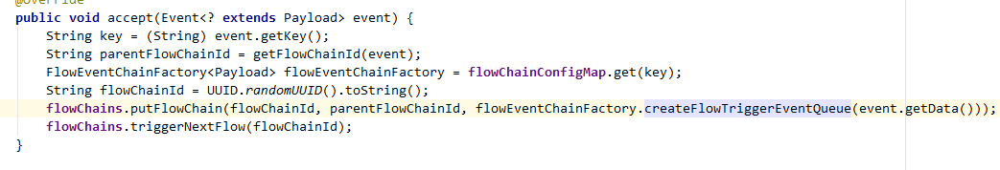 @Override
public void accept(Event<? extends Payload> event) {
    String key = (String) event.getKey();
    String parentFlowChainId = getFlowChainId(event);
    FlowEventChainFactory<Payload> flowEventChainFactory = flowChainConfigMap.get(key);
    String flowChainId = UUID.randomUUID().toString();
    flowChains.putFlowChain(flowChainId, parentFlowChainId, flowEventChainFactory.createFlowTriggerEventQueue(event.getData()));
    flowChains.triggerNextFlow(flowChainId);
}